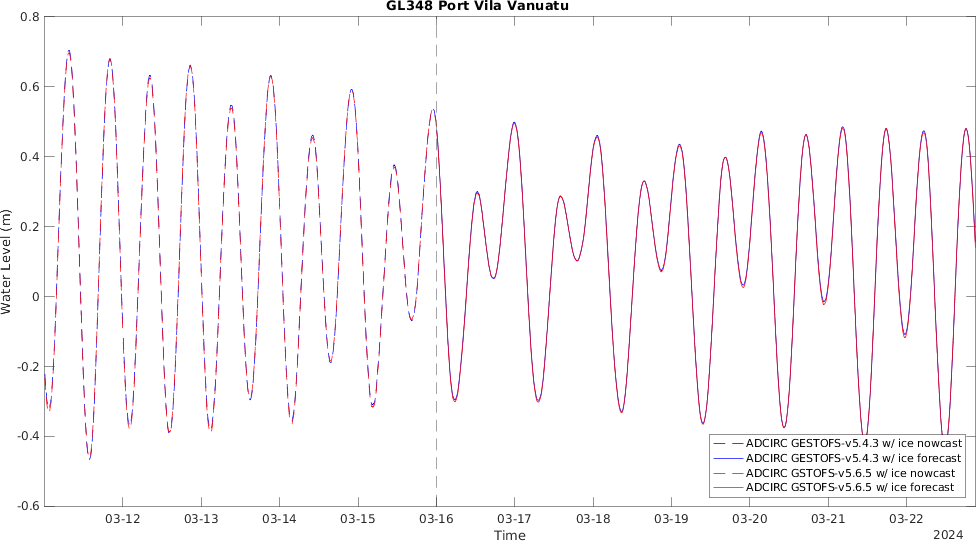 GL348 Port Vila Vanuatu
0.8
0.6
0.4
0.2
0
-0.2
-0.4
-0.6
Water Level (m)
ADCIRC GESTOFS-v5.4.3 w/ ice nowcast
ADCIRC GESTOFS-v5.4.3 w/ ice forecast
ADCIRC GSTOFS-v5.6.5 w/ ice nowcast
ADCIRC GSTOFS-v5.6.5 w/ ice forecast
03-12 03-13 03-14 03-15 03-16 03-17 03-18 03-19 03-20 03-21 03-22
Time
2024